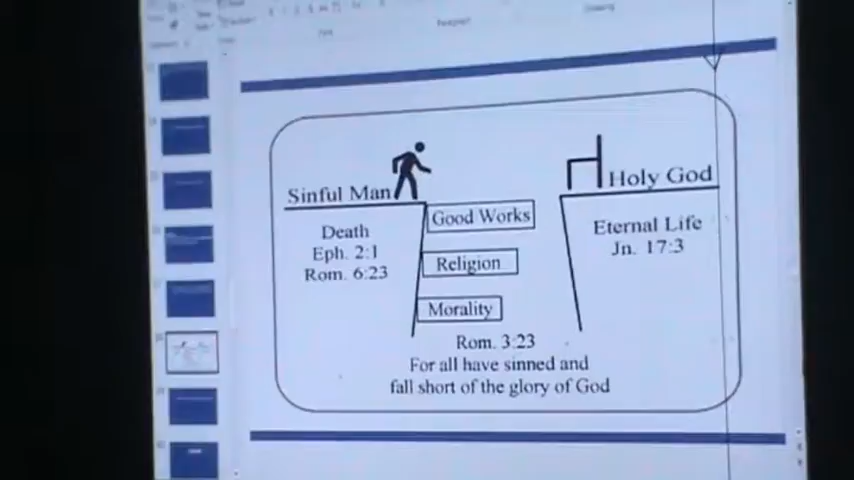 Sinful Man
Holy God
Good Works
Death
Eph. 2:1
Rom. 6:23
Eternal Life
Jn. 17:3
Religion
Morality
Rom. 3:23
For all have sinned and
fall short of the glory of God